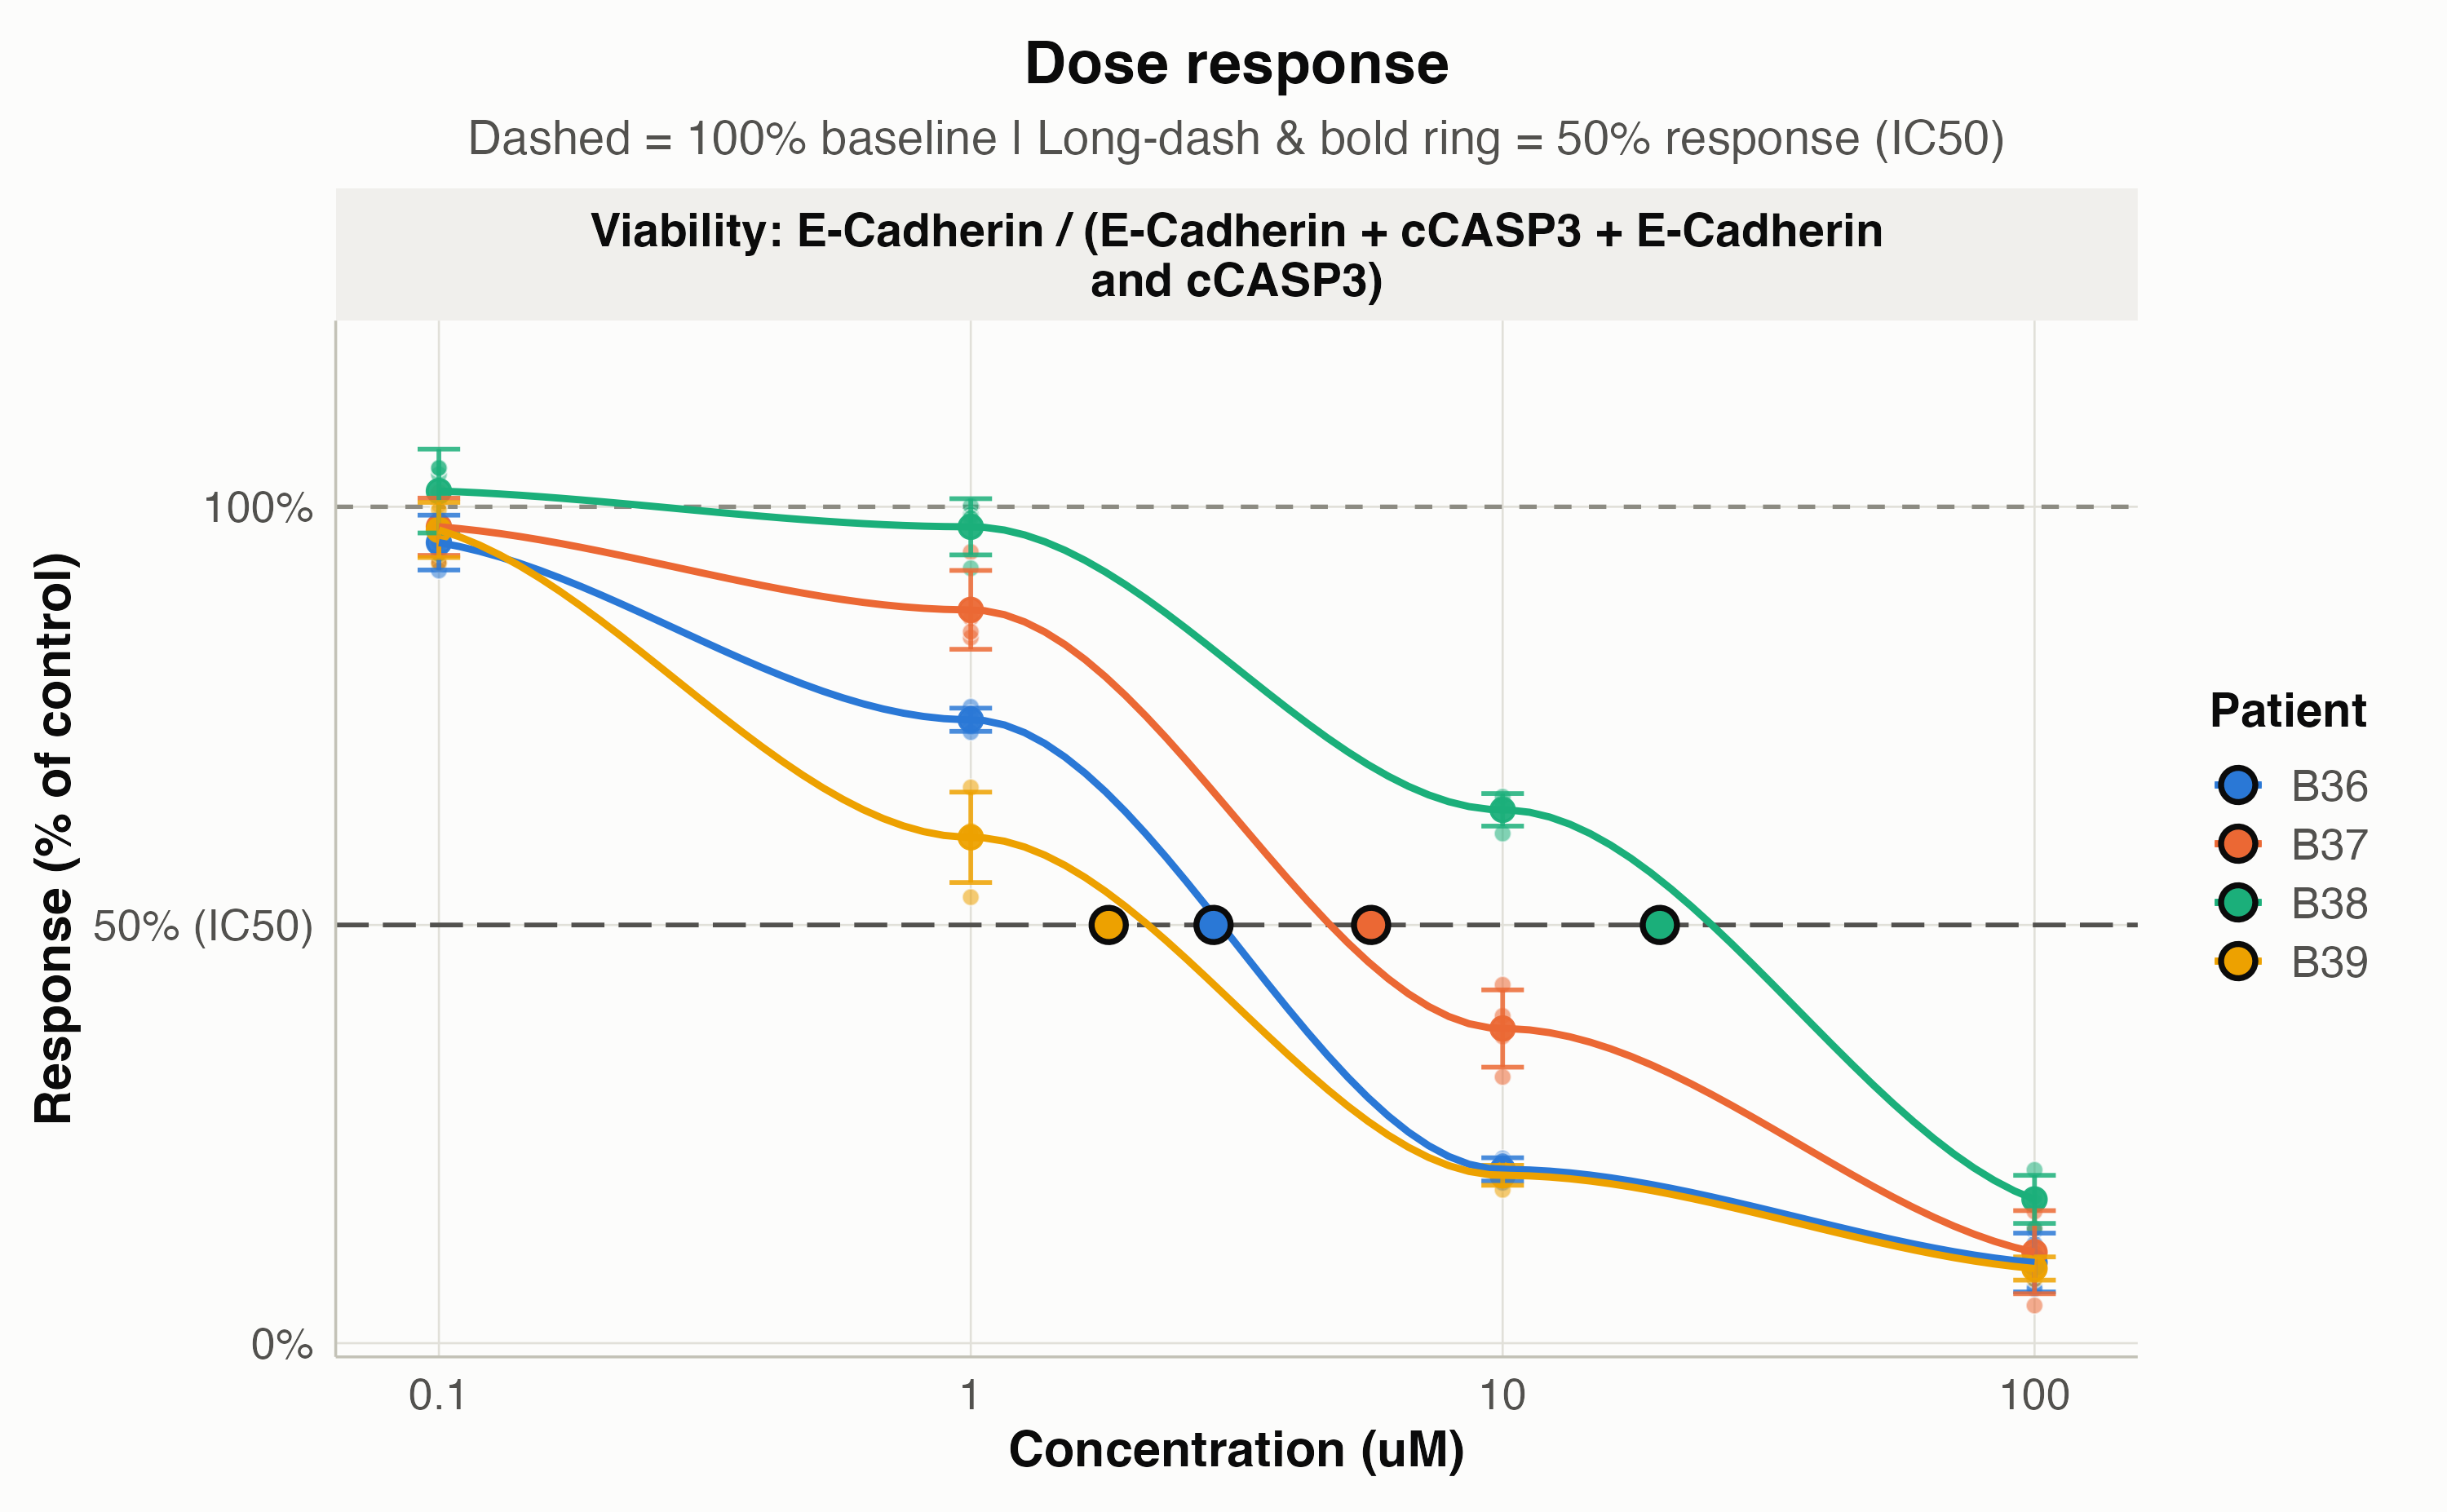 Dose response
Dashed = 100% baseline | Long-dash & bold ring = 50% response (IC50)
Viability: E-Cadherin / (E-Cadherin + cCASP3 + E-Cadherin
and cCASP3)
Response (% of control)
100%
50% (IC50)
0%
0.1
1
10
100
Concentration (uM)
Patient
B36
B37
B38
B39